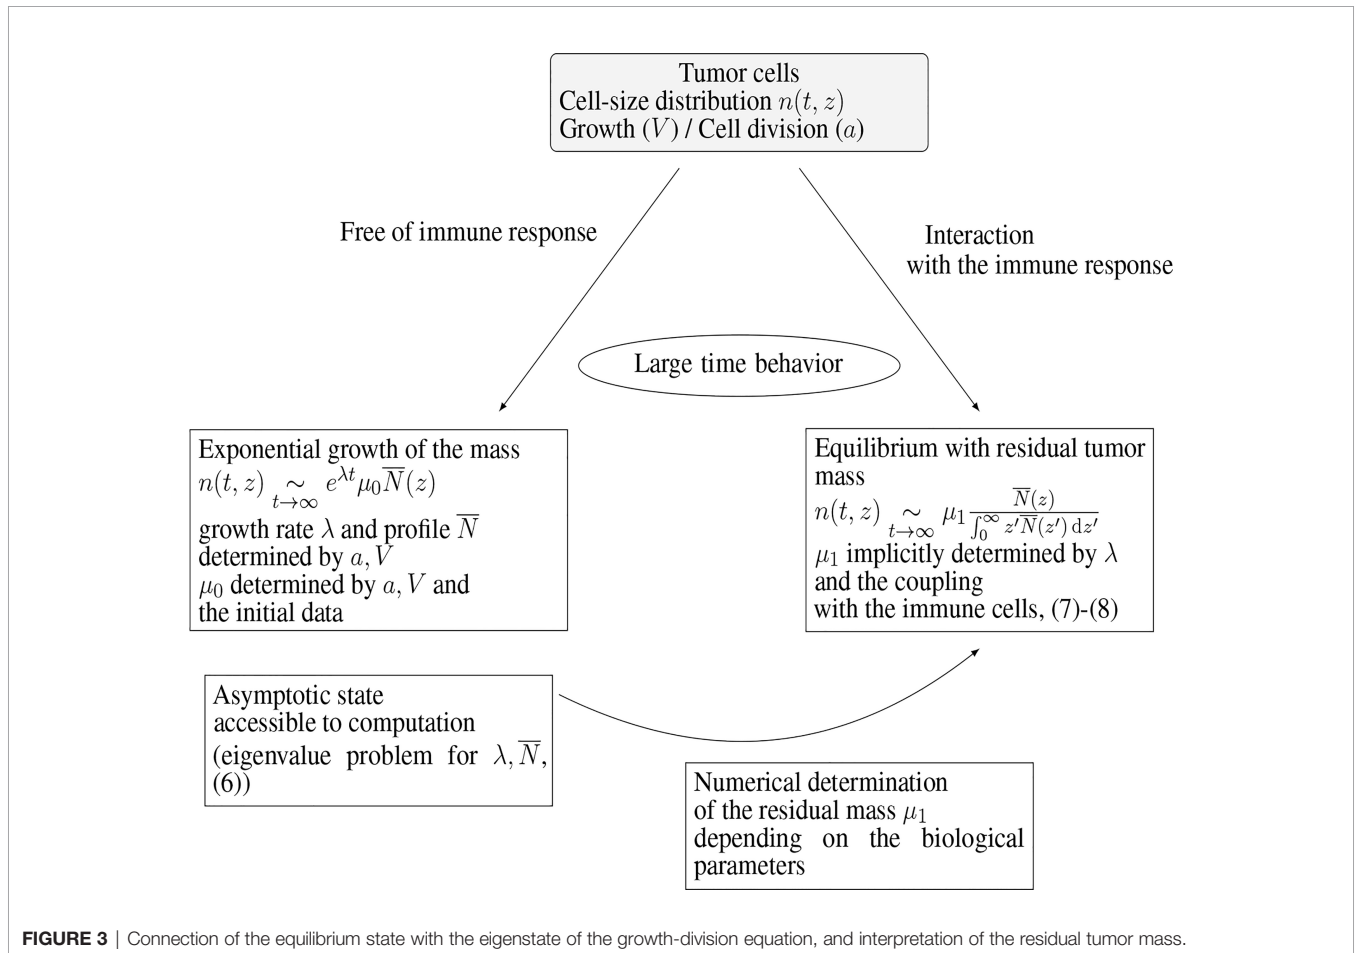 Tumor cells
Cell-size distribution n(t, z)
Growth (V) / Cell division (a)
Free of immune response
Interaction
with the immune response
Large time behavior
Exponential growth of the mass
n(t, z) ∼_{t→∞} e^{λt} μ₀ N̅(z)
growth rate λ and profile N̅
determined by a, V
μ₀ determined by a, V and
the initial data
Equilibrium with residual tumor
mass
n(t, z) ∼_{t→∞} μ₁ \frac{N̅(z)}{∫₀^∞ z′N̅(z′) dz′}
μ₁ implicitly determined by λ
and the coupling
with the immune cells, (7)-(8)
Asymptotic state
accessible to computation
(eigenvalue problem for λ, N̅,
(6))
Numerical determination
of the residual mass μ₁
depending on the biological
parameters
FIGURE 3 | Connection of the equilibrium state with the eigenstate of the growth-division equation, and interpretation of the residual tumor mass.